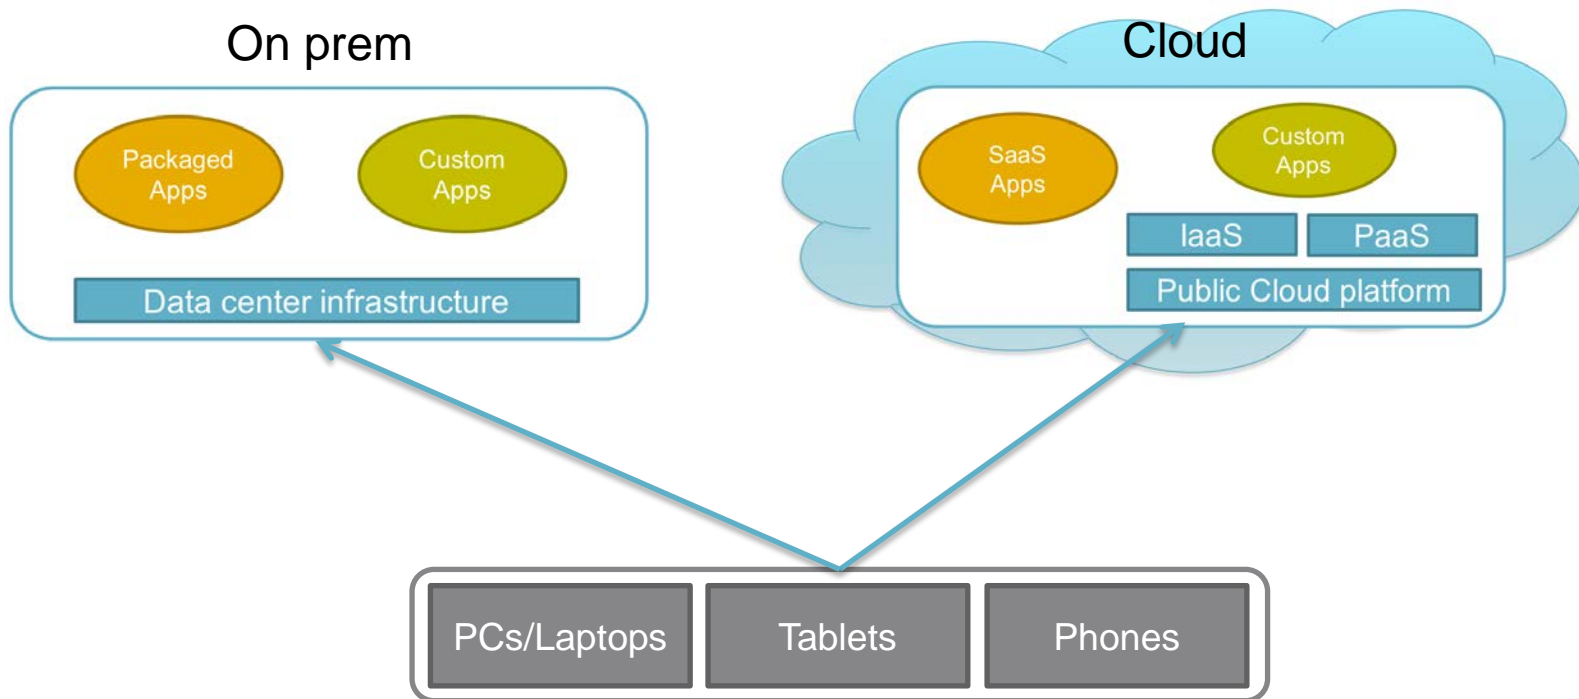 On prem
Cloud
Packaged
Apps
Custom
Apps
Data center infrastructure
SaaS
Apps
Custom
Apps
IaaS
PaaS
Public Cloud platform
PCs/Laptops
Tablets
Phones